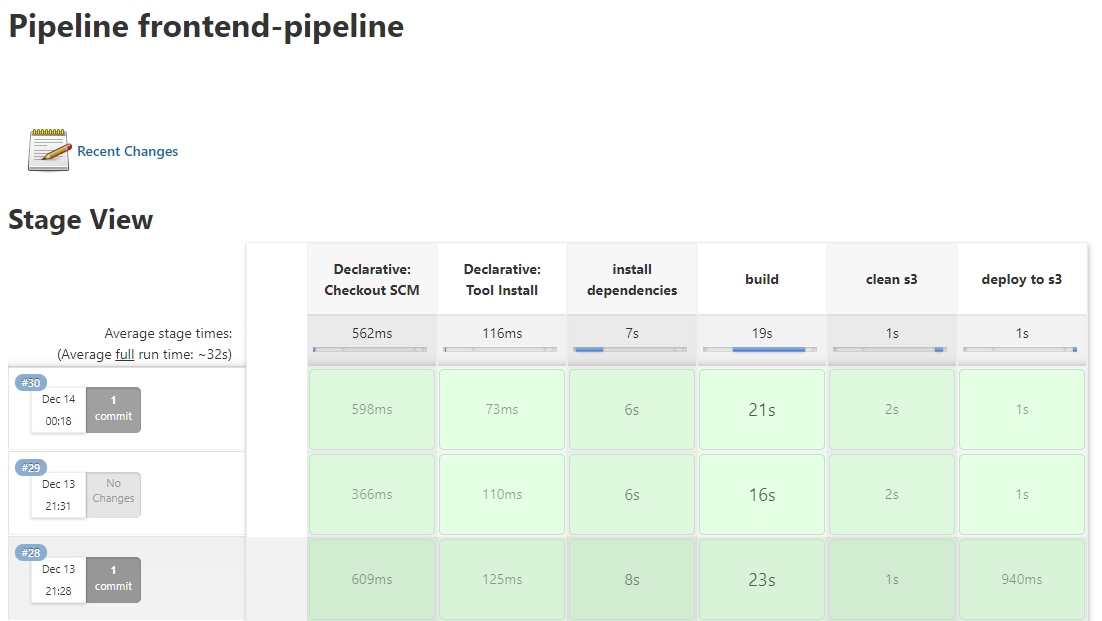 Pipeline frontend-pipeline
Recent Changes
Stage View
Declarative:
Checkout SCM
Declarative:
Tool Install
install
dependencies
build
clean s3
deploy to s3
Average stage times:
(Average full run time: ~32s)
562ms
116ms
7s
19s
1s
1s
#30
Dec 14
00:18
1
commit
598ms
73ms
6s
21s
2s
1s
#29
Dec 13
21:31
No
Changes
366ms
110ms
6s
16s
2s
1s
#28
Dec 13
21:28
1
commit
609ms
125ms
8s
23s
1s
940ms